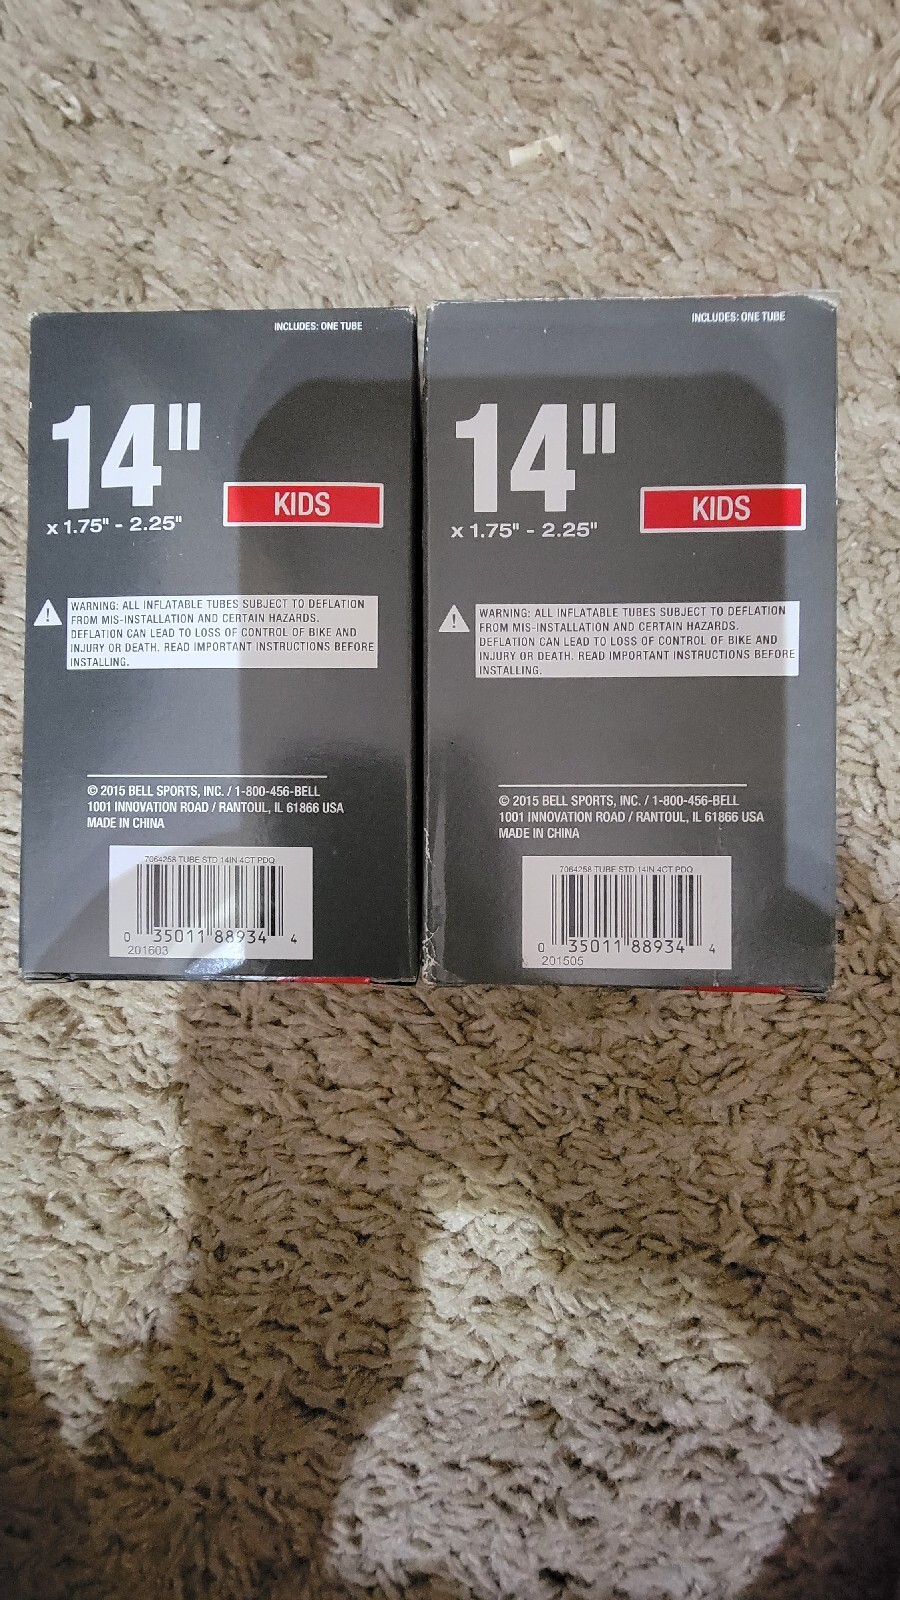 INCLUDES: ONE TUBE
14"
x 1.75" - 2.25"
KIDS
WARNING: ALL INFLATABLE TUBES SUBJECT TO DEFLATION
FROM MIS-INSTALLATION AND CERTAIN HAZARDS.
DEFLATION CAN LEAD TO LOSS OF CONTROL OF BIKE AND
INJURY OR DEATH. READ IMPORTANT INSTRUCTIONS BEFORE
INSTALLING.
© 2015 BELL SPORTS, INC. / 1-800-456-BELL
1001 INNOVATION ROAD / RANTOUL, IL 61866 USA
MADE IN CHINA
7064258 TUBE STD 14IN 4CT PDQ
0 35011 88934 4
201603
INCLUDES: ONE TUBE
14"
x 1.75" - 2.25"
KIDS
WARNING: ALL INFLATABLE TUBES SUBJECT TO DEFLATION
FROM MIS-INSTALLATION AND CERTAIN HAZARDS.
DEFLATION CAN LEAD TO LOSS OF CONTROL OF BIKE AND
INJURY OR DEATH. READ IMPORTANT INSTRUCTIONS BEFORE
INSTALLING.
© 2015 BELL SPORTS, INC. / 1-800-456-BELL
1001 INNOVATION ROAD / RANTOUL, IL 61866 USA
MADE IN CHINA
7064258 TUBE STD 14IN 4CT PDQ
0 35011 88934 4
201505